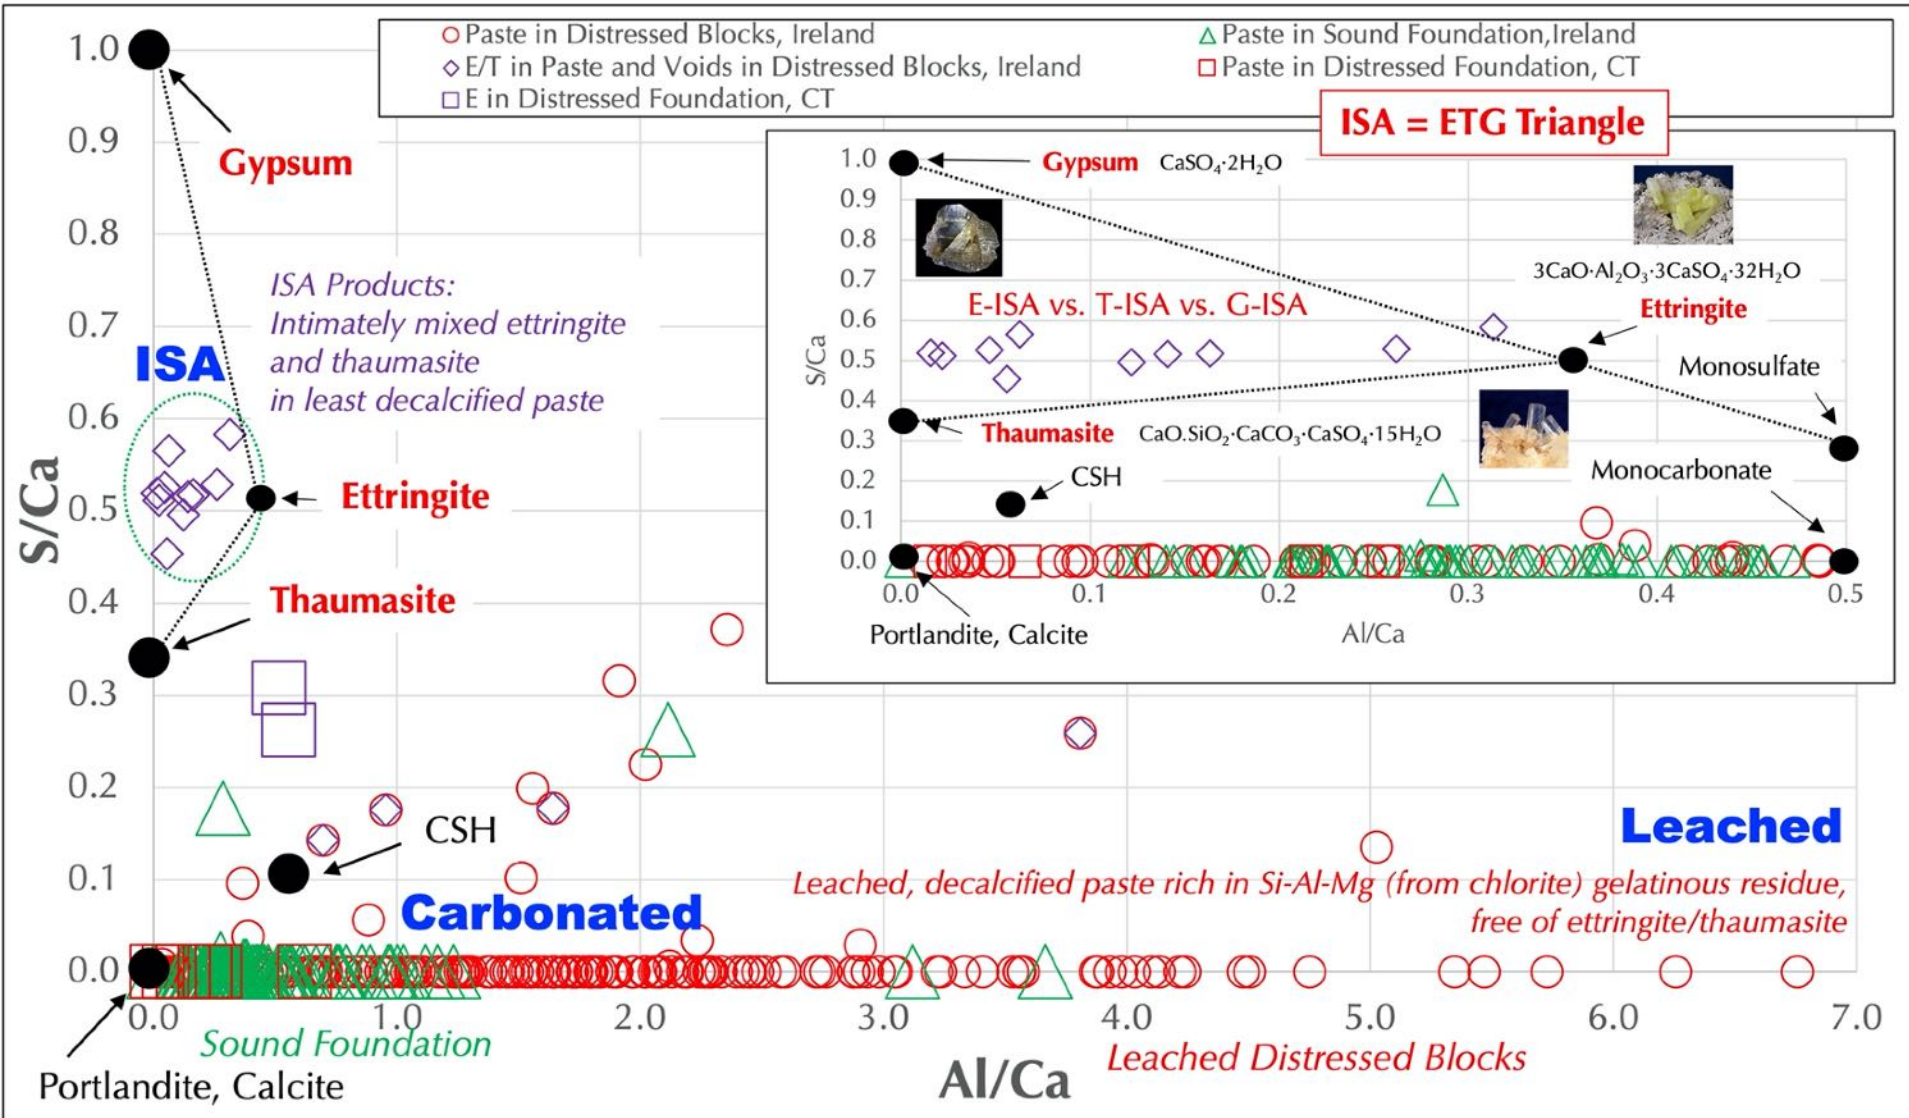 Paste in Distressed Blocks, Ireland
Paste in Sound Foundation,Ireland
E/T in Paste and Voids in Distressed Blocks, Ireland
Paste in Distressed Foundation, CT
E in Distressed Foundation, CT
ISA = ETG Triangle
S/Ca
1.0
0.9
0.8
0.7
0.6
0.5
0.4
0.3
0.2
0.1
0.0
Gypsum
ISA Products:
Intimately mixed ettringite
and thaumasite
in least decalcified paste
ISA
Ettringite
Thaumasite
CSH
Carbonated
Leached
Leached, decalcified paste rich in Si-Al-Mg (from chlorite) gelatinous residue,
free of ettringite/thaumasite
0.0
1.0
2.0
3.0
4.0
5.0
6.0
7.0
Sound Foundation
Leached Distressed Blocks
Portlandite, Calcite
Al/Ca
S/Ca
1.0
0.9
0.8
0.7
0.6
0.5
0.4
0.3
0.2
0.1
0.0
Gypsum CaSO₄·2H₂O
3CaO·Al₂O₃·3CaSO₄·32H₂O
Ettringite
E-ISA vs. T-ISA vs. G-ISA
Monosulfate
Thaumasite CaO.SiO₂·CaCO₃·CaSO₄·15H₂O
CSH
Monocarbonate
0.0
0.1
0.2
0.3
0.4
0.5
Portlandite, Calcite
Al/Ca